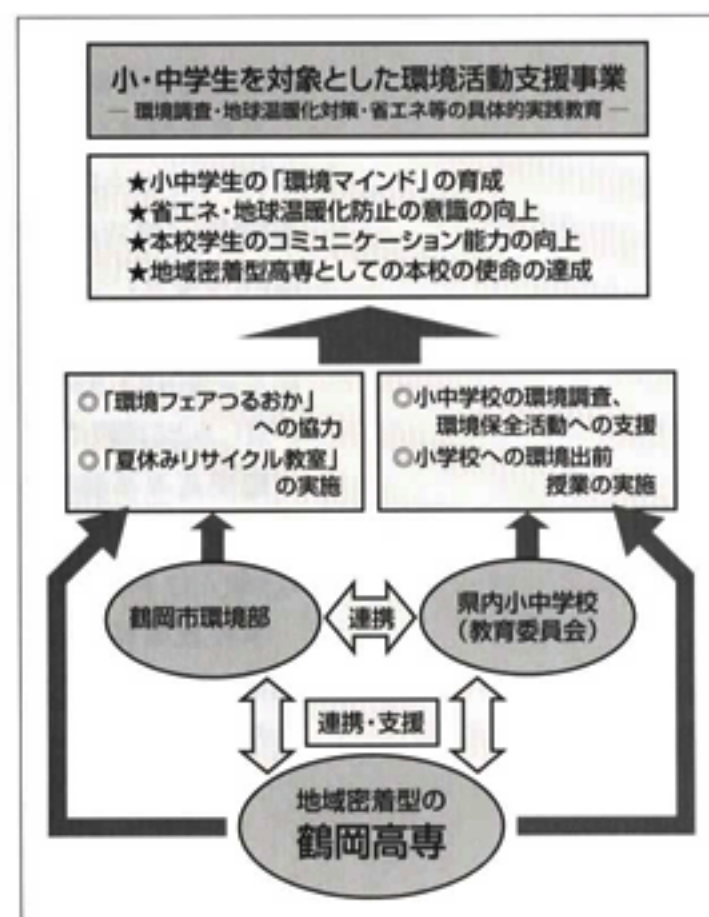 小・中学生を対象とした環境活動支援事業
― 環境調査・地球温暖化対策・省エネ等の具体的実践教育 ―
★小中学生の「環境マインド」の育成
★省エネ・地球温暖化防止の意識の向上
★本校学生のコミュニケーション能力の向上
★地域密着型高専としての本校の使命の達成
◎「環境フェアつるおか」
への協力
◎「夏休みリサイクル教室」
の実施
◎小中学校の環境調査、
環境保全活動への支援
◎小学校への環境出前
授業の実施
鶴岡市環境部
連携
県内小中学校
（教育委員会）
連携・支援
地域密着型の
鶴岡高専